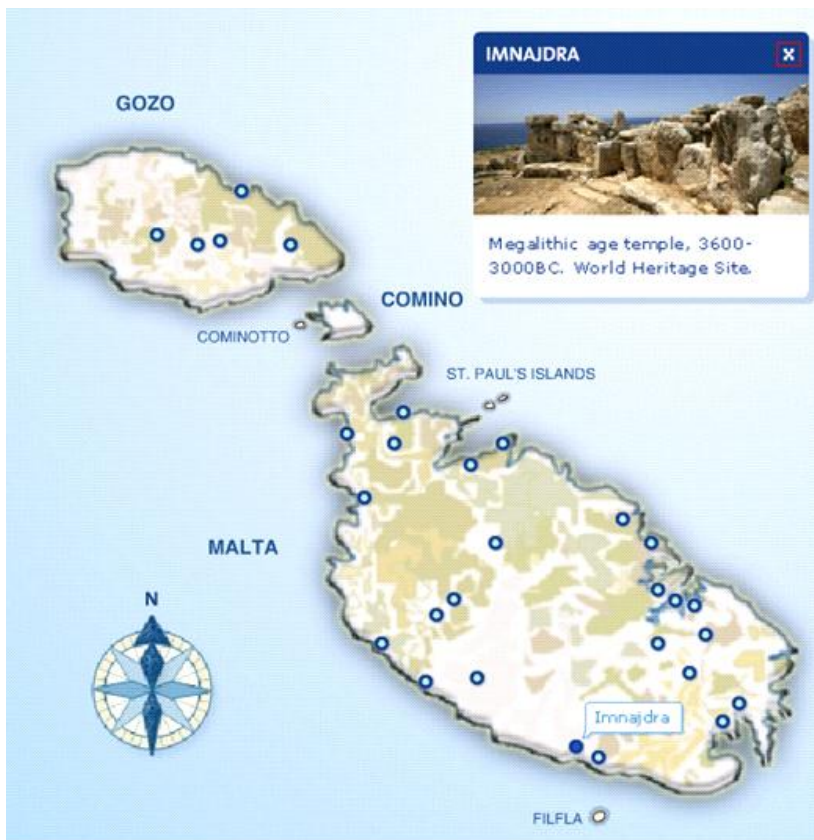 IMNAJDRA
X
GOZO
Megalithic age temple, 3600-
3000BC. World Heritage Site.
COMINO
COMINOTTO
ST. PAUL'S ISLANDS
MALTA
N
Imnajdra
FILFLA